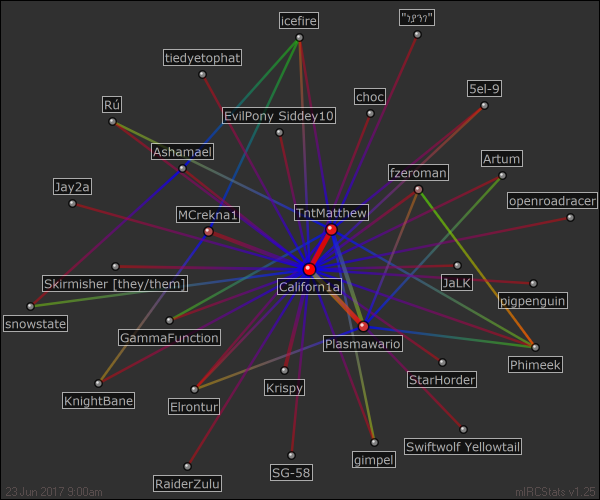 icefire
tiedyetophat
choc
5el-9
Rú
EvilPony Siddey10
Ashamael
fzeroman
Artum
Jay2a
MCrekna1
TntMatthew
openroadracer
Skirmisher [they/them]
Californ1a
JaLK
pigpenguin
snowstate
GammaFunction
Plasmawario
Phimeek
KnightBane
Elrontur
Krispy
StarHorder
RaiderZulu
SG-58
gimpel
Swiftwolf Yellowtail
23 Jun 2017 9:00am
mIRCStats v1.25